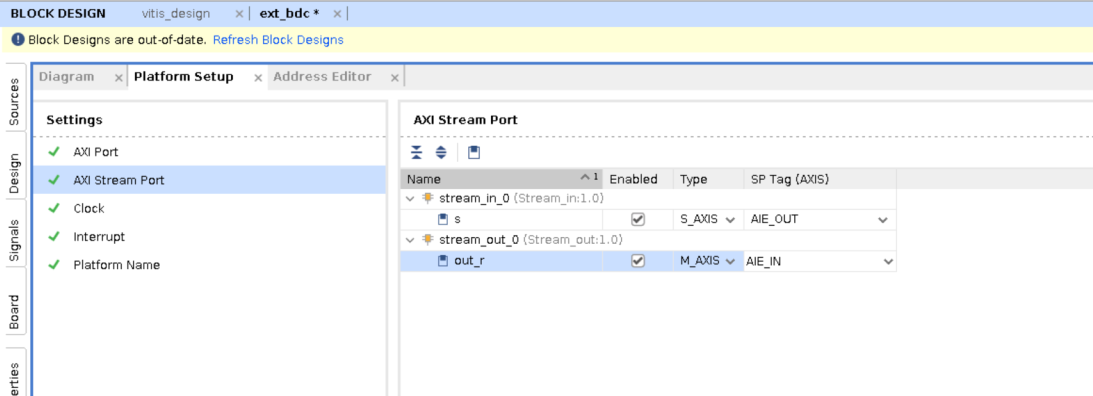 BLOCK DESIGN vitis_design × ext_bdc * ×
Block Designs are out-of-date. Refresh Block Designs
Diagram × Platform Setup × Address Editor ×
Sources
Design
Signals
Board
erties
Settings
AXI Port
AXI Stream Port
Clock
Interrupt
Platform Name
AXI Stream Port
Name 1 Enabled Type SP Tag (AXIS)
stream_in_0 (Stream_in:1.0)
s S_AXIS AIE_OUT
stream_out_0 (Stream_out:1.0)
out_r M_AXIS AIE_IN